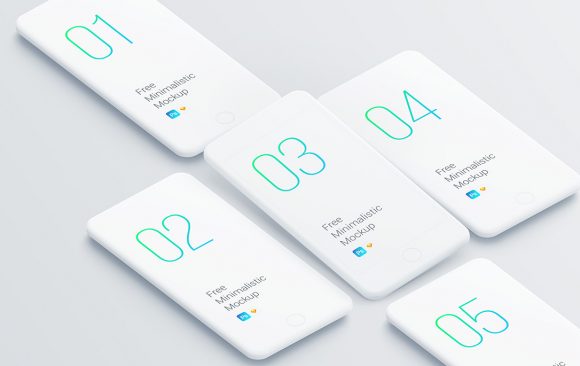 01
Free
Minimalistic
Mockup
Ps
02
Free
Minimalistic
Mockup
Ps
03
Free
Minimalistic
Mockup
Ps
04
Free
Minimalistic
Mockup
Ps
05